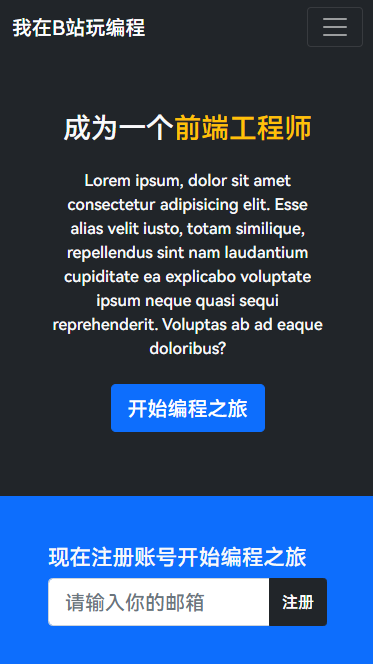 我在B站玩编程
成为一个前端工程师
Lorem ipsum, dolor sit amet
consectetur adipisicing elit. Esse
alias velit iusto, totam similique,
repellendus sint nam laudantium
cupiditate ea explicabo voluptate
ipsum neque quasi sequi
reprehenderit. Voluptas ab ad eaque
doloribus?
开始编程之旅
现在注册账号开始编程之旅
请输入你的邮箱 注册